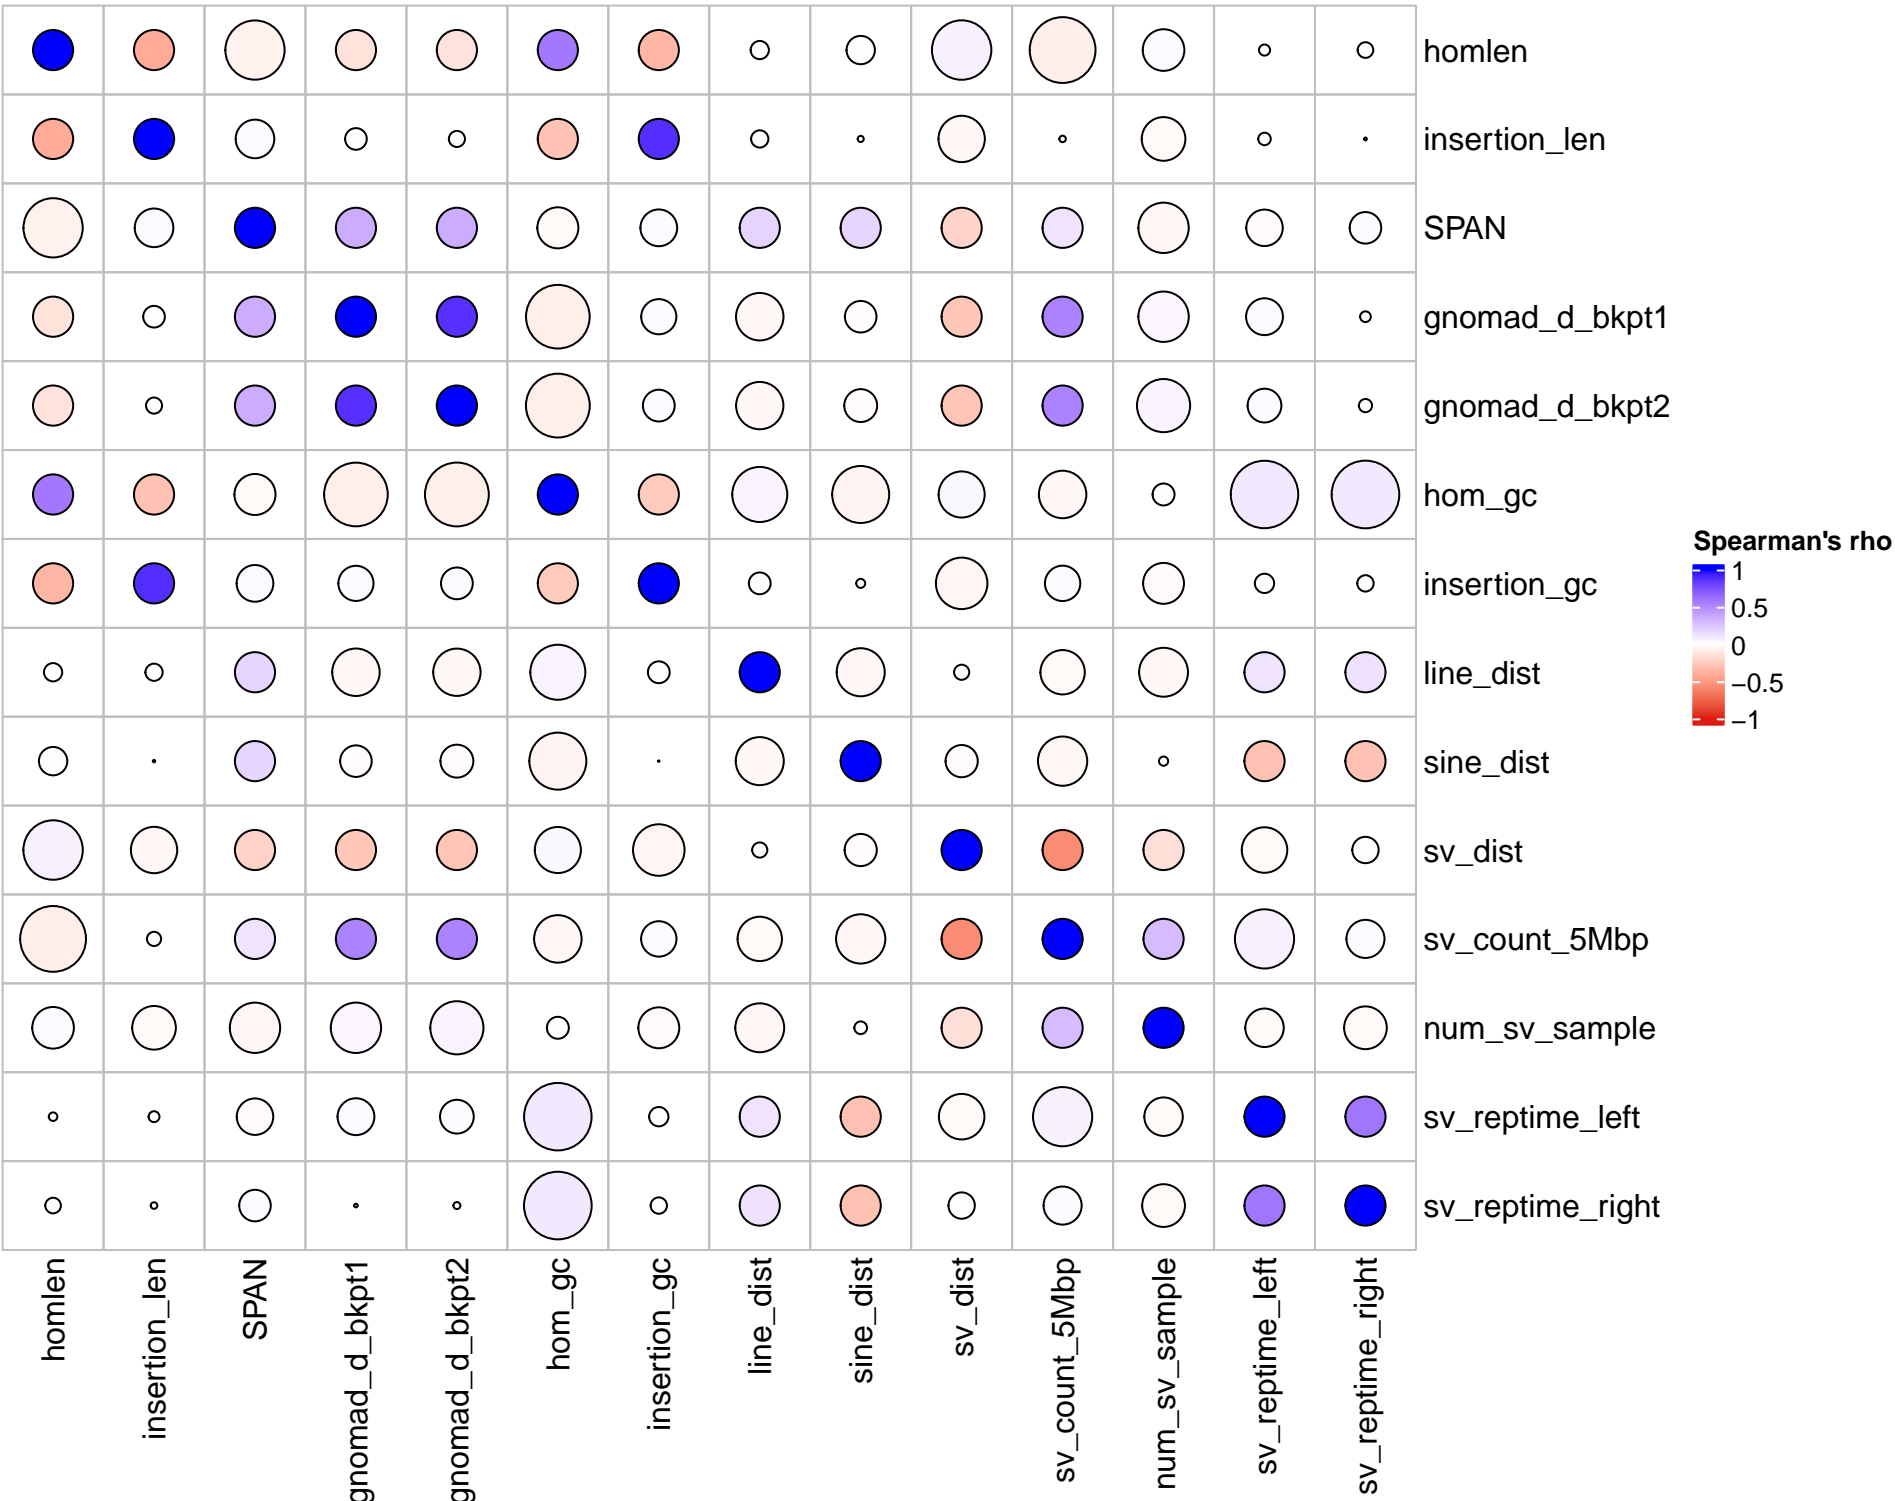 homlen
insertion_len
SPAN
gnomad_d_bkpt1
gnomad_d_bkpt2
hom_gc
insertion_gc
line_dist
sine_dist
sv_dist
sv_count_5Mbp
num_sv_sample
sv_reptime_left
sv_reptime_right
Spearman's rho
1
0.5
0
−0.5
−1
homlen
insertion_len
SPAN
gnomad_d_bkpt1
gnomad_d_bkpt2
hom_gc
insertion_gc
line_dist
sine_dist
sv_dist
sv_count_5Mbp
num_sv_sample
sv_reptime_left
sv_reptime_right